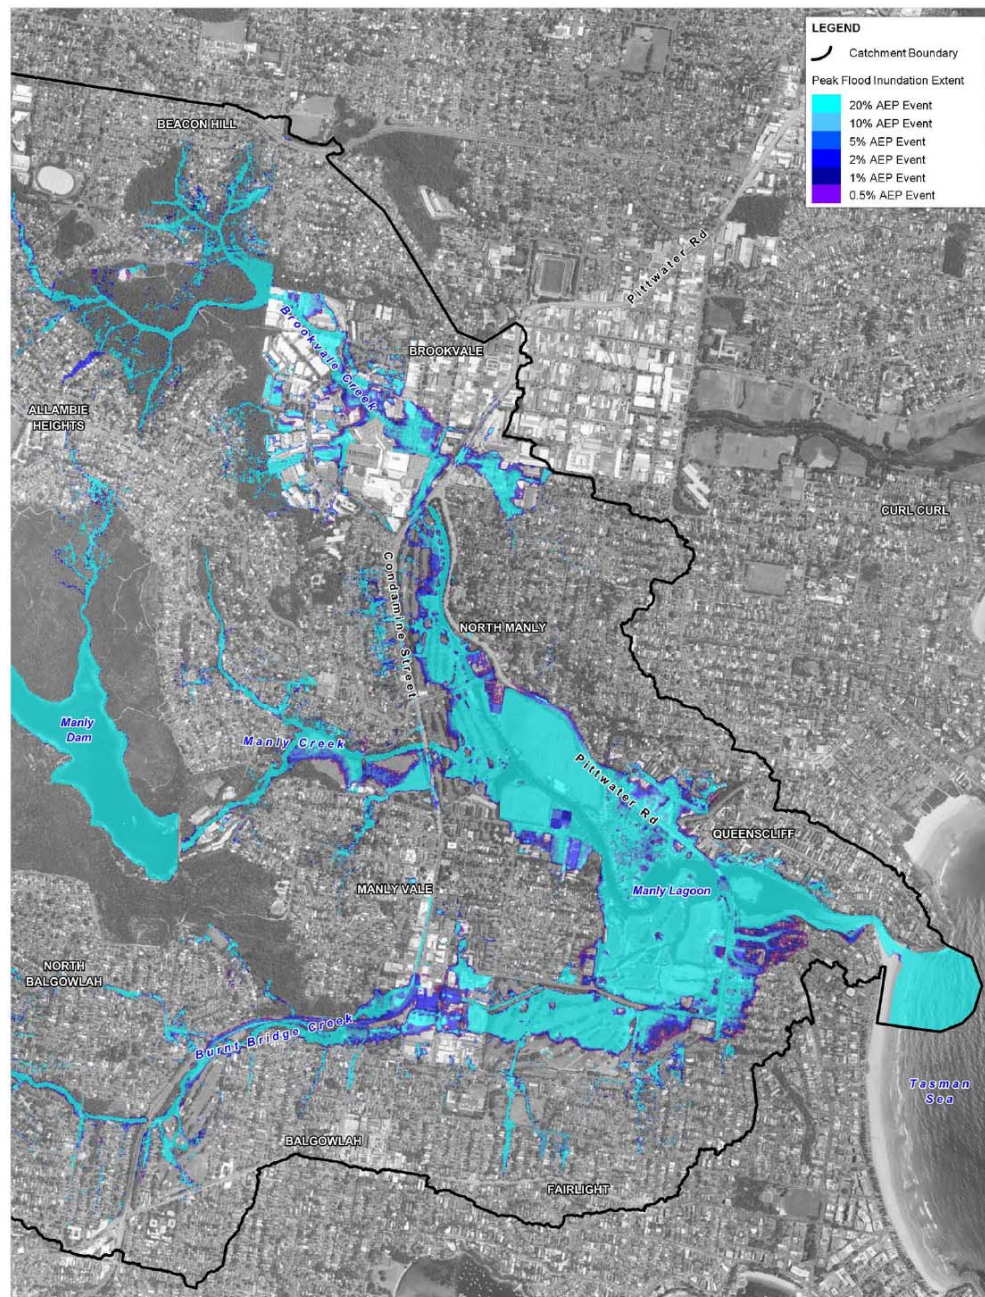 LEGEND
Catchment Boundary
Peak Flood Inundation Extent
20% AEP Event
10% AEP Event
5% AEP Event
2% AEP Event
1% AEP Event
0.5% AEP Event
BEACON HILL
Pittwater Rd
Brookvale Creek
BROOKVALE
ALLAMBIE
HEIGHTS
CURL CURL
Condamine Street
NORTH MANLY
Manly
Dam
Manly Creek
Pittwater Rd
QUEENSCLIFF
MANLY VALE
Manly Lagoon
NORTH
BALGOWLAH
Burnt Bridge Creek
Tasman
Sea
BALGOWLAH
FAIRLIGHT